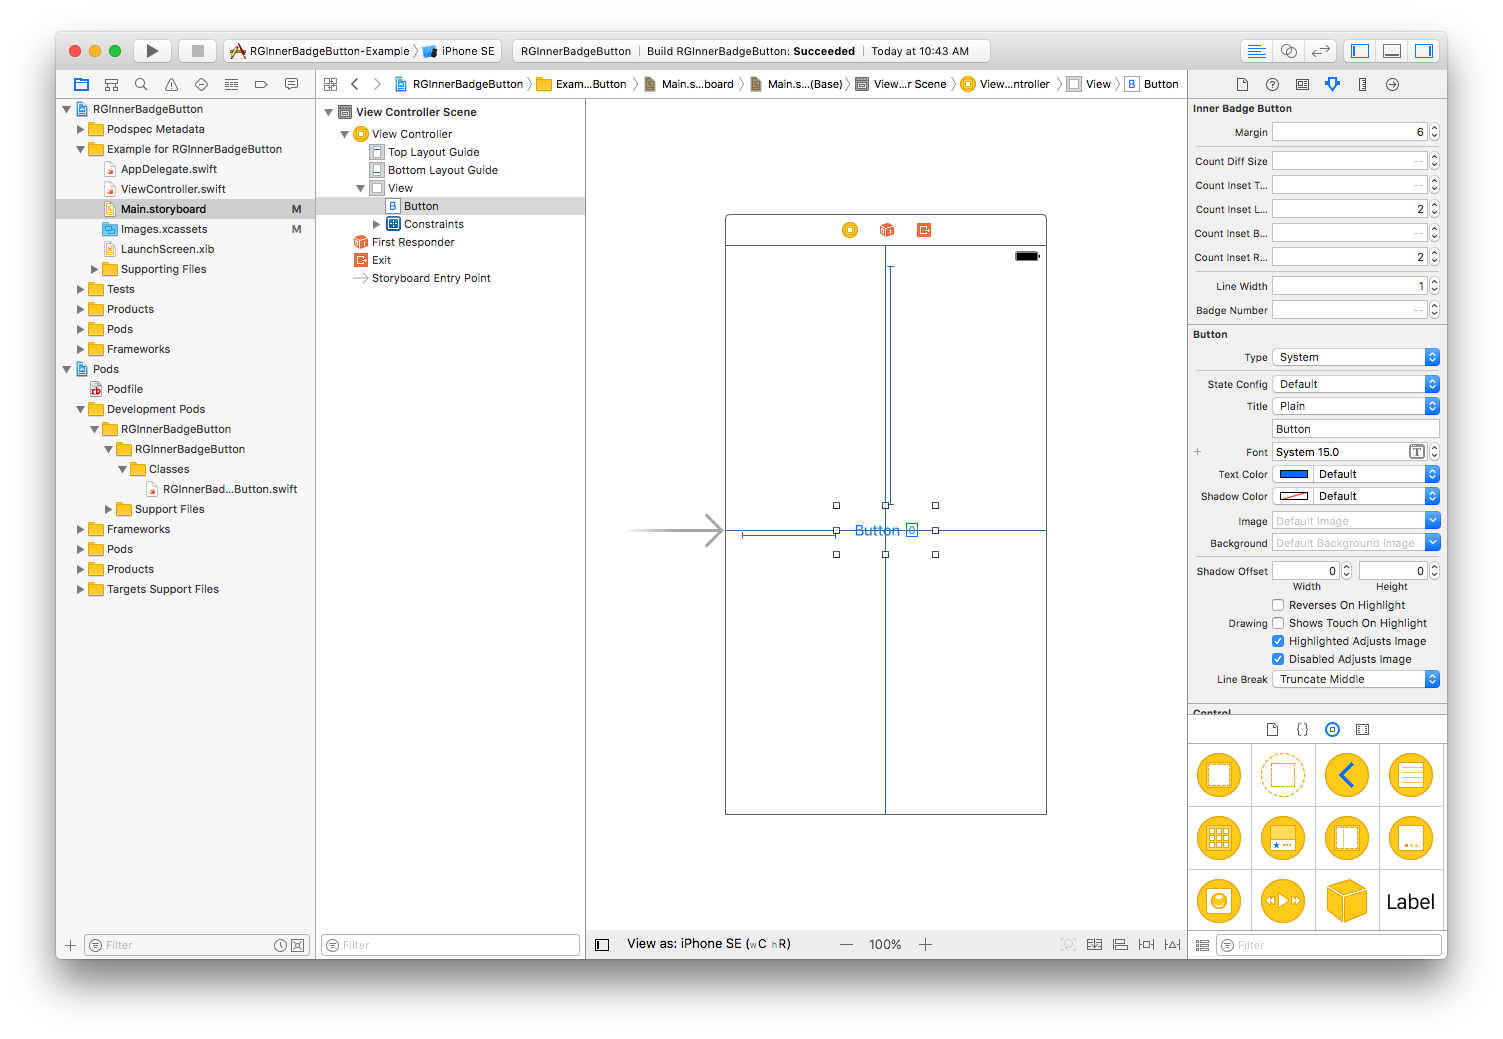 RGInnerBadgeButton-Example 〉 iPhone SE
RGInnerBadgeButton | Build RGInnerBadgeButton: Succeeded | Today at 10:43 AM
RGInnerBadgeButton 〉 Exam...Button 〉 Main.s...board 〉 Main.s...(Base) 〉 View...r Scene 〉 View...ntroller 〉 View 〉 B Button
RGInnerBadgeButton
Podspec Metadata
Example for RGInnerBadgeButton
AppDelegate.swift
ViewController.swift
Main.storyboard M
Images.xcassets M
LaunchScreen.xib
Supporting Files
Tests
Products
Pods
Frameworks
Pods
rb Podfile
Development Pods
RGInnerBadgeButton
RGInnerBadgeButton
Classes
RGInnerBad...Button.swift
Support Files
Frameworks
Pods
Products
Targets Support Files
Filter
View Controller Scene
View Controller
Top Layout Guide
Bottom Layout Guide
View
B Button
Constraints
First Responder
Exit
Storyboard Entry Point
Filter
Button 0
View as: iPhone SE (wC hR)
100%
Inner Badge Button
Margin 6
Count Diff Size --
Count Inset T... --
Count Inset L... 2
Count Inset B... --
Count Inset R... 2
Line Width 1
Badge Number --
Button
Type System
State Config Default
Title Plain
Button
Font System 15.0 T
Text Color Default
Shadow Color Default
Image Default Image
Background Default Background Image
Shadow Offset 0 0
Width Height
Reverses On Highlight
Drawing Shows Touch On Highlight
Highlighted Adjusts Image
Disabled Adjusts Image
Line Break Truncate Middle
Control
{}
Label
Filter